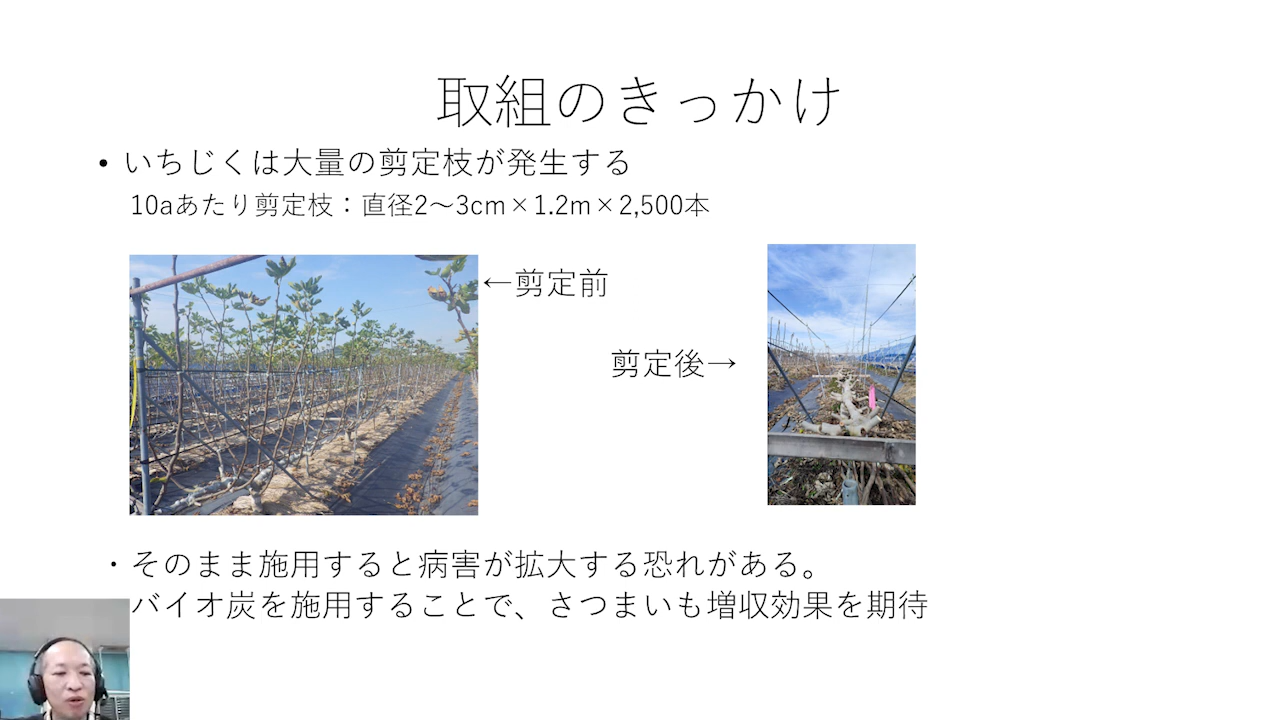 取組のきっかけ
• いちじくは大量の剪定枝が発生する
10aあたり剪定枝：直径2～3cm×1.2m×2,500本
←剪定前
剪定後→
・そのまま施用すると病害が拡大する恐れがある。
バイオ炭を施用することで、さつまいも増収効果を期待